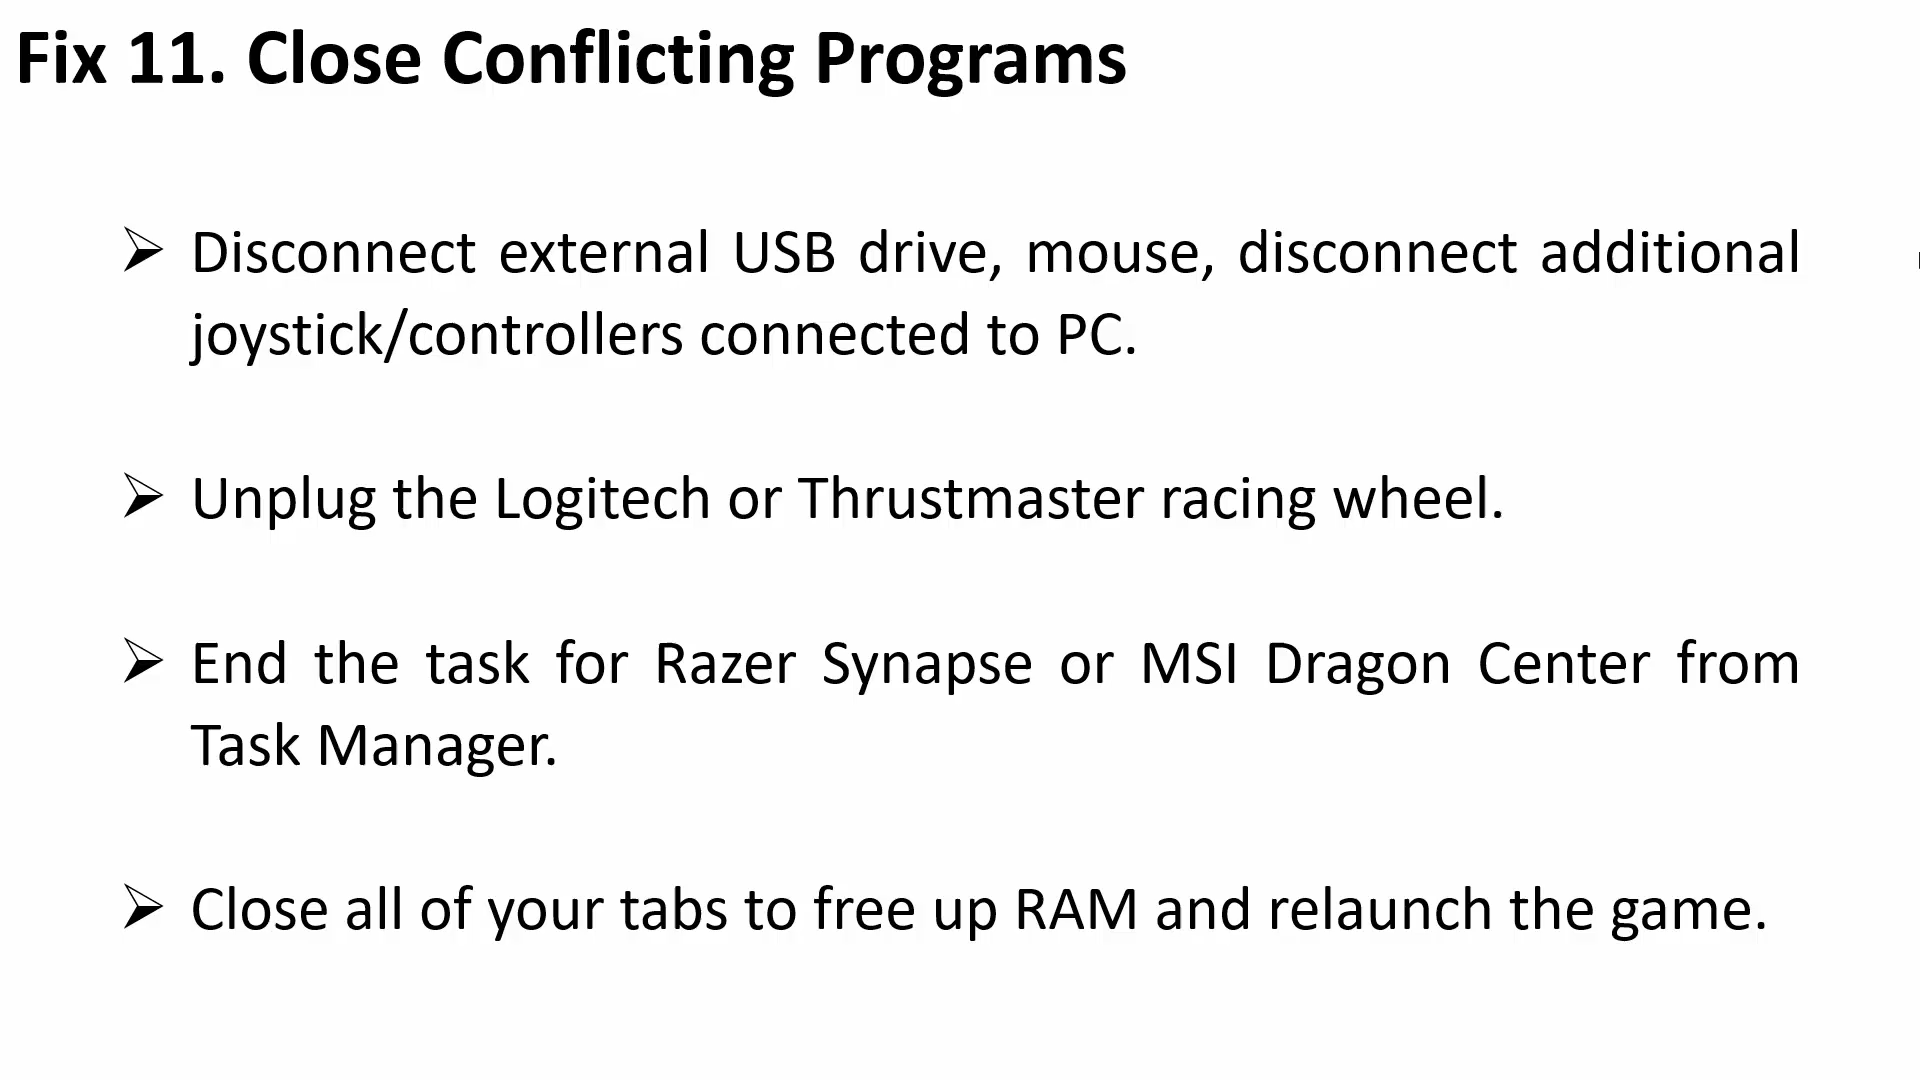 Fix 11. Close Conflicting Programs
➢ Disconnect external USB drive, mouse, disconnect additional
joystick/controllers connected to PC.
➢ Unplug the Logitech or Thrustmaster racing wheel.
➢ End the task for Razer Synapse or MSI Dragon Center from
Task Manager.
➢ Close all of your tabs to free up RAM and relaunch the game.